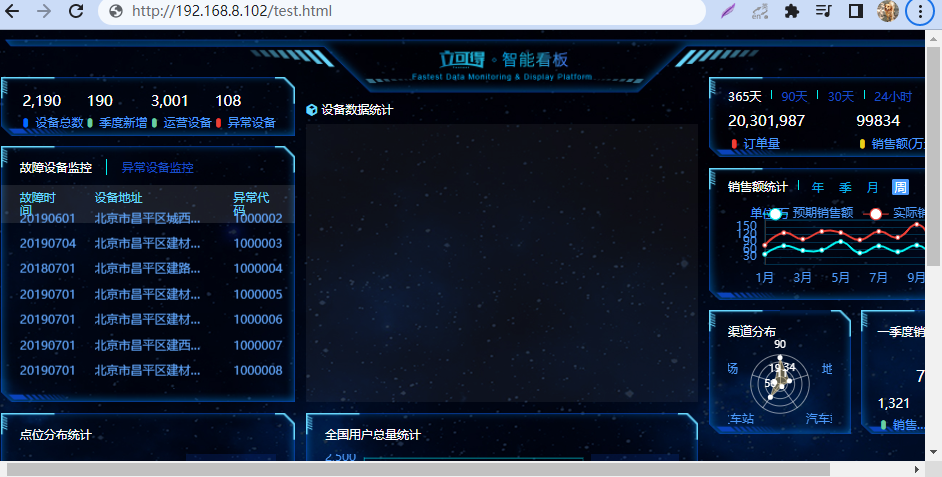 http://192.168.8.102/test.html
立可得·智能看板
Fastest Data Monitoring & Display Platform
2,190 190 3,001 108
设备总数 季度新增 运营设备 异常设备
故障设备监控 异常设备监控
故障时间 设备地址 异常代码
20190601 北京市昌平区城西... 1000002
20190704 北京市昌平区建材... 1000003
20180701 北京市昌平区建路... 1000004
20190701 北京市昌平区建材... 1000005
20190701 北京市昌平区建材... 1000006
20190701 北京市昌平区建西... 1000007
20190701 北京市昌平区建材... 1000008
点位分布统计
设备数据统计
全国用户总量统计
2,500
365天 90天 30天 24小时
20,301,987 99834
订单量 销售额(万
销售额统计 年 季 月 周
单位万 预期销售额 实际销
150
120
90
60
30
1月 3月 5月 7月 9月
渠道分布
90
场 19 34 地
车站 汽车
一季度销
7
1,321
销售...